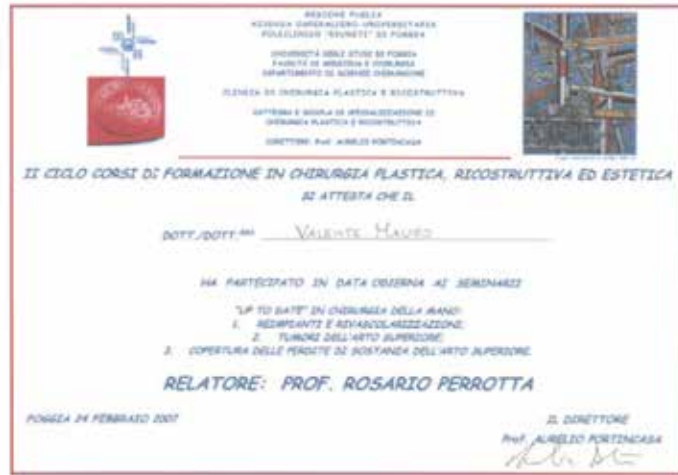 REGIONE PUGLIA
AZIENDA OSPEDALIERO-UNIVERSITARIA
POLICLINICO "RIUNITI" DI FOGGIA
UNIVERSITÀ DEGLI STUDI DI FOGGIA
FACOLTÀ DI MEDICINA E CHIRURGIA
DIPARTIMENTO DI SCIENZE CHIRURGICHE
CLINICA DI CHIRURGIA PLASTICA E RICOSTRUTTIVA
CATTEDRA E SCUOLA DI SPECIALIZZAZIONE IN
CHIRURGIA PLASTICA E RICOSTRUTTIVA
DIRETTORE: Prof. AURELIO PORTINCASA
II CICLO CORSI DI FORMAZIONE IN CHIRURGIA PLASTICA, RICOSTRUTTIVA ED ESTETICA
SI ATTESTA CHE IL
DOTT./DOTT.SSA VALENTE MAURO
HA PARTECIPATO IN DATA ODIERNA AI SEMINARII
"UP TO DATE" IN CHIRURGIA DELLA MANO:
1. REIMPIANTI E RIVASCOLARIZZAZIONI;
2. TUMORI DELL'ARTO SUPERIORE;
3. COPERTURA DELLE PERDITE DI SOSTANZA DELL'ARTO SUPERIORE.
RELATORE: PROF. ROSARIO PERROTTA
FOGGIA 24 FEBBRAIO 2007
IL DIRETTORE
Prof. AURELIO PORTINCASA